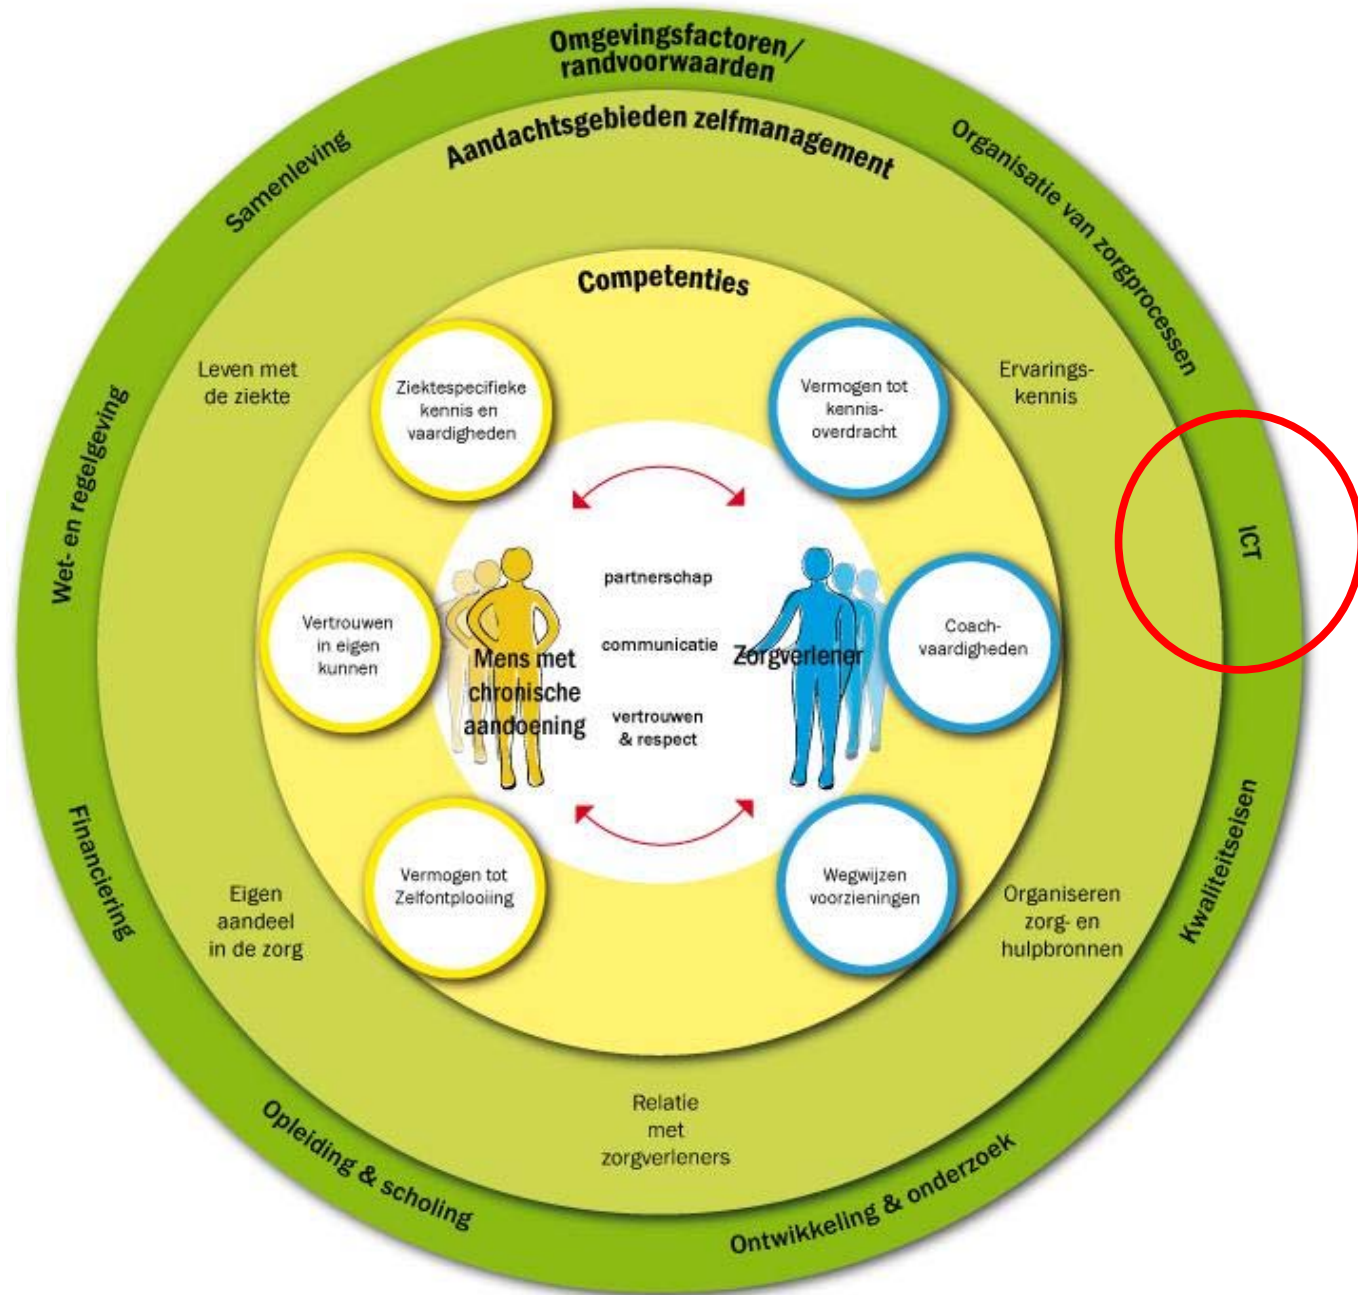 Omgevingsfactoren/
randvoorwaarden
Aandachtsgebieden zelfmanagement
Competenties
Samenleving
Organisatie van zorgprocessen
Wet- en regelgeving
ICT
Financiering
Kwaliteitseisen
Opleiding & scholing
Ontwikkeling & onderzoek
Leven met
de ziekte
Ervarings-
kennis
Eigen
aandeel
in de zorg
Organiseren
zorg- en
hulpbronnen
Relatie
met
zorgverleners
Ziektespecifieke
kennis en
vaardigheden
Vermogen tot
kennis-
overdracht
Vertrouwen
in eigen
kunnen
Coach-
vaardigheden
Vermogen tot
Zelfontplooiing
Wegwijzen
voorzieningen
Mens met
chronische
aandoening
partnerschap
communicatie
vertrouwen
& respect
Zorgverlener